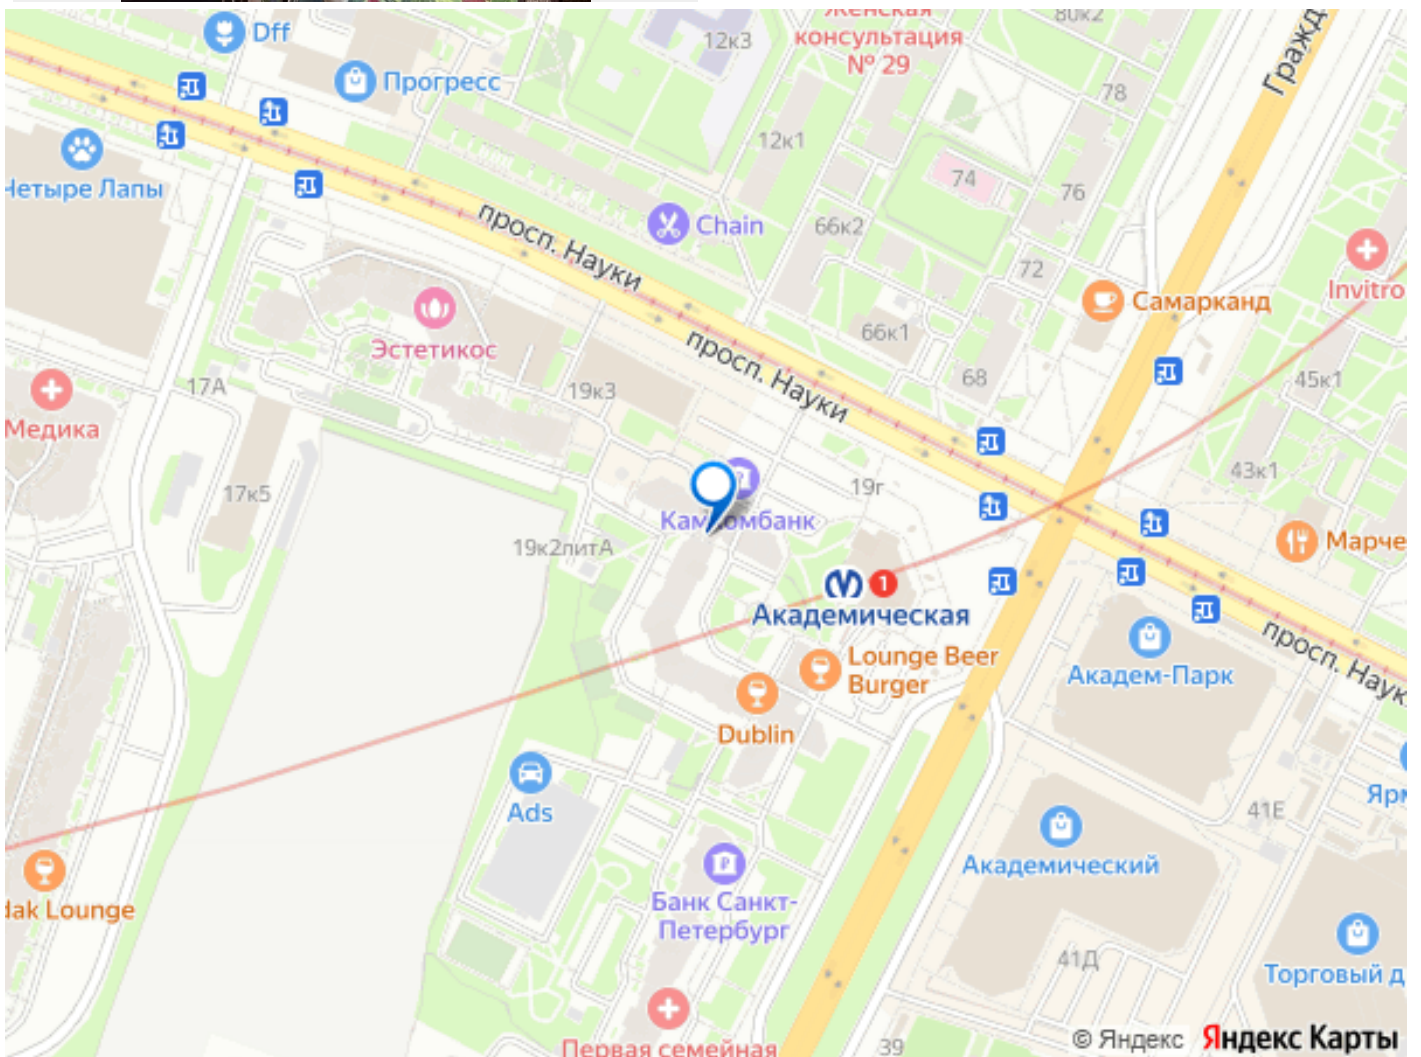 Dff
Женская
консультация
№ 29
80к2
12к3
Гражд
Прогресс
78
12к1
Четыре Лапы
74
76
просп. Науки
Chain
66к2
72
Invitro
Самарканд
Эстетикос
66к1
просп. Науки
68
45к1
17А
19к3
Медика
17к5
19г
43к1
Камкомбанк
19к2литА
Марче
1
Академическая
Lounge Beer
Burger
Академ-Парк
просп. Наук
Dublin
Ads
Ярм
41Е
Академический
Банк Санкт-
Петербург
dak Lounge
41Д
Торговый д
Первая семейная
39
© Яндекс
Яндекс Карты